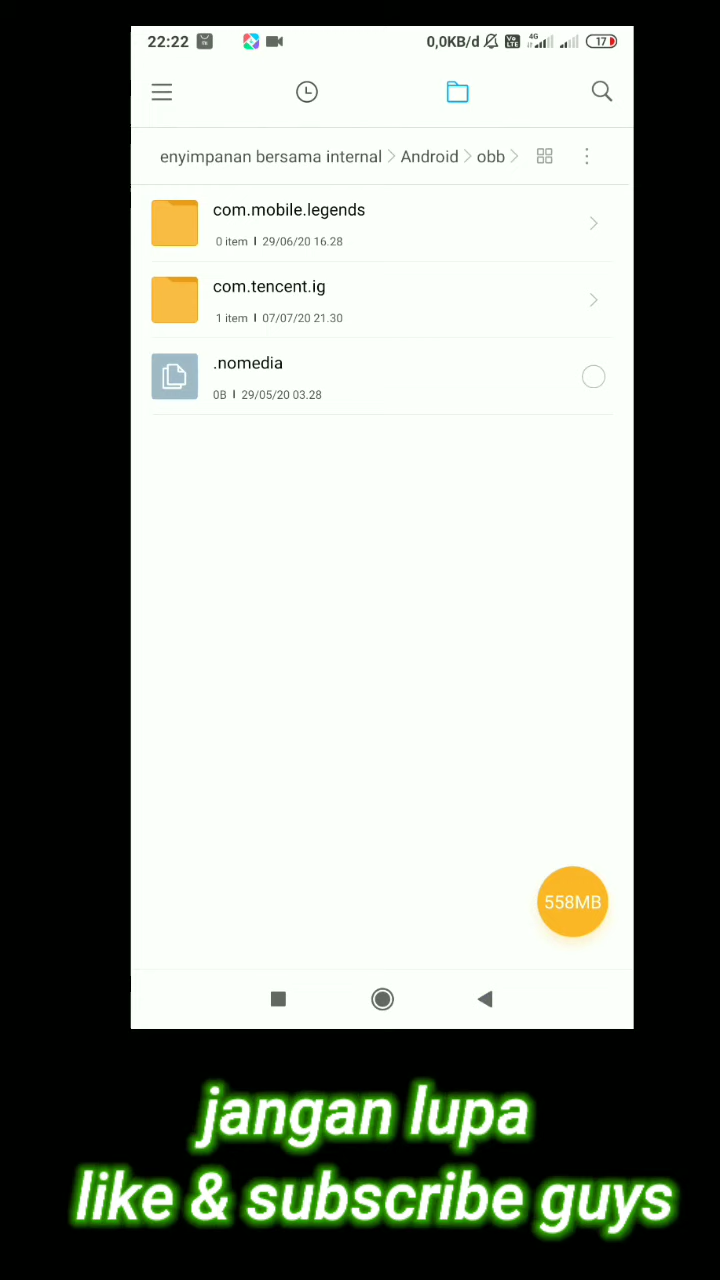 22:22 0,0KB/d 4G 17
enyimpanan bersama internal > Android > obb >
com.mobile.legends
0 item | 29/06/20 16.28
com.tencent.ig
1 item | 07/07/20 21.30
.nomedia
0B | 29/05/20 03.28
558MB
jangan lupa
like & subscribe guys